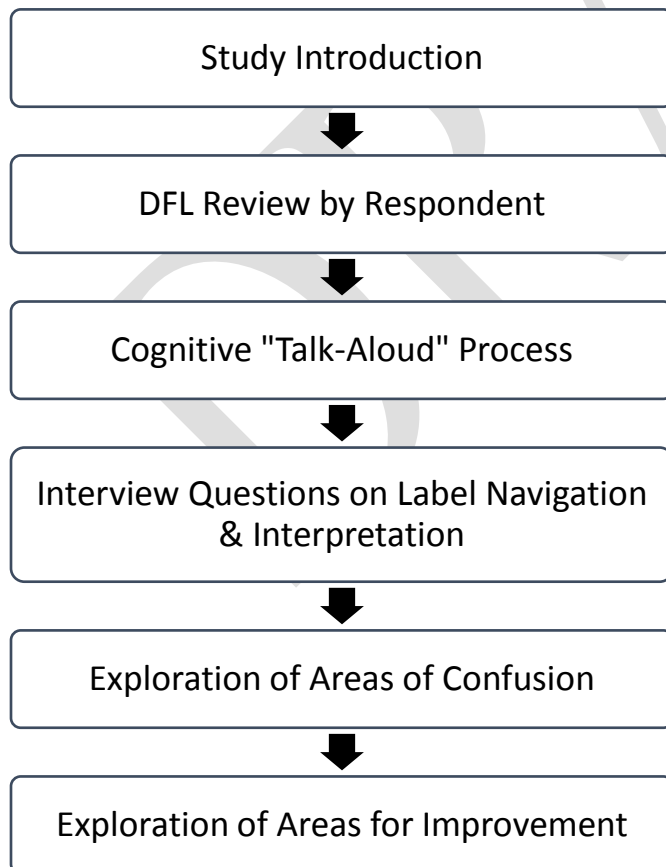 Study Introduction
DFL Review by Respondent
Cognitive "Talk-Aloud" Process
Interview Questions on Label Navigation
& Interpretation
Exploration of Areas of Confusion
Exploration of Areas for Improvement